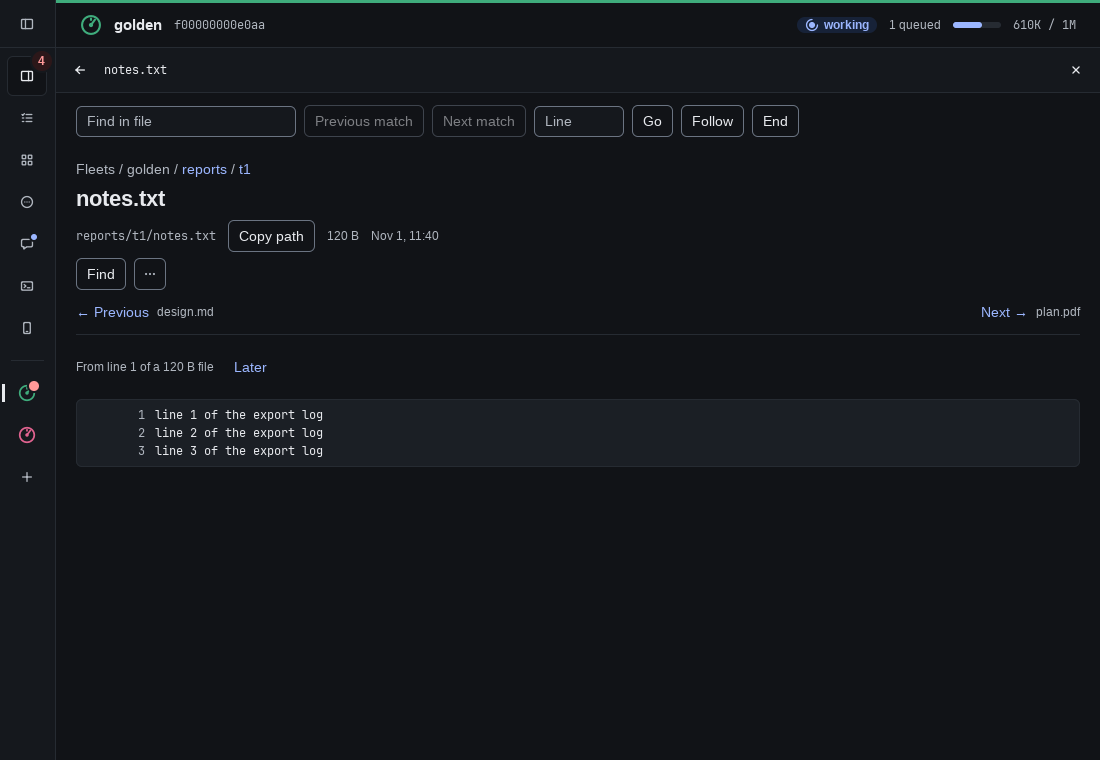 golden f00000000e0aa working 1 queued 610K / 1M
4
notes.txt
Find in file Previous match Next match Line Go Follow End
Fleets / golden / reports / t1
notes.txt
reports/t1/notes.txt Copy path 120 B Nov 1, 11:40
Find ...
← Previous design.md Next → plan.pdf
From line 1 of a 120 B file Later
1 line 1 of the export log
2 line 2 of the export log
3 line 3 of the export log